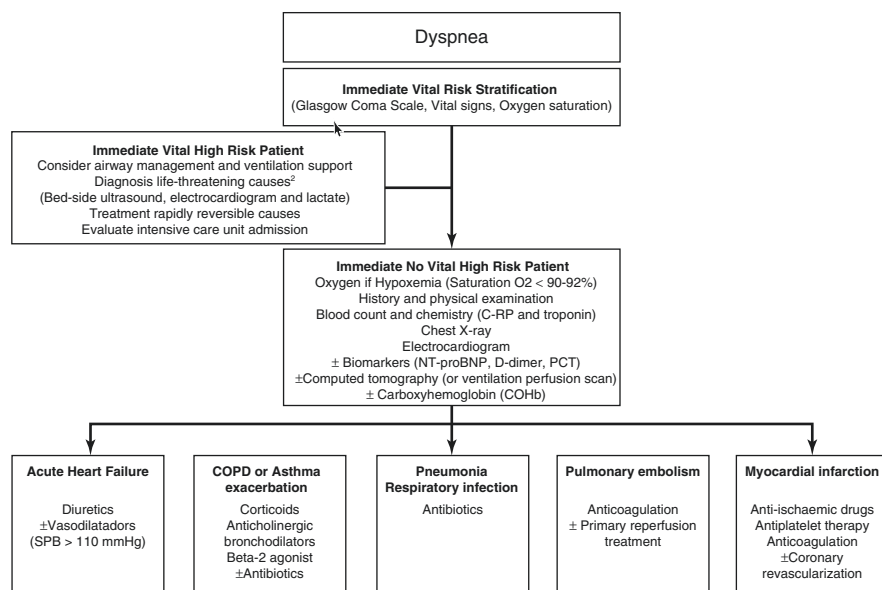 Dyspnea
Immediate Vital Risk Stratification
(Glasgow Coma Scale, Vital signs, Oxygen saturation)
Immediate Vital High Risk Patient
Consider airway management and ventilation support
Diagnosis life-threatening causes²
(Bed-side ultrasound, electrocardiogram and lactate)
Treatment rapidly reversible causes
Evaluate intensive care unit admission
Immediate No Vital High Risk Patient
Oxygen if Hypoxemia (Saturation O2 < 90-92%)
History and physical examination
Blood count and chemistry (C-RP and troponin)
Chest X-ray
Electrocardiogram
± Biomarkers (NT-proBNP, D-dimer, PCT)
±Computed tomography (or ventilation perfusion scan)
± Carboxyhemoglobin (COHb)
Acute Heart Failure
Diuretics
±Vasodilatadors
(SPB > 110 mmHg)
COPD or Asthma
exacerbation
Corticoids
Anticholinergic
bronchodilators
Beta-2 agonist
±Antibiotics
Pneumonia
Respiratory infection
Antibiotics
Pulmonary embolism
Anticoagulation
± Primary reperfusion
treatment
Myocardial infarction
Anti-ischaemic drugs
Antiplatelet therapy
Anticoagulation
±Coronary
revascularization